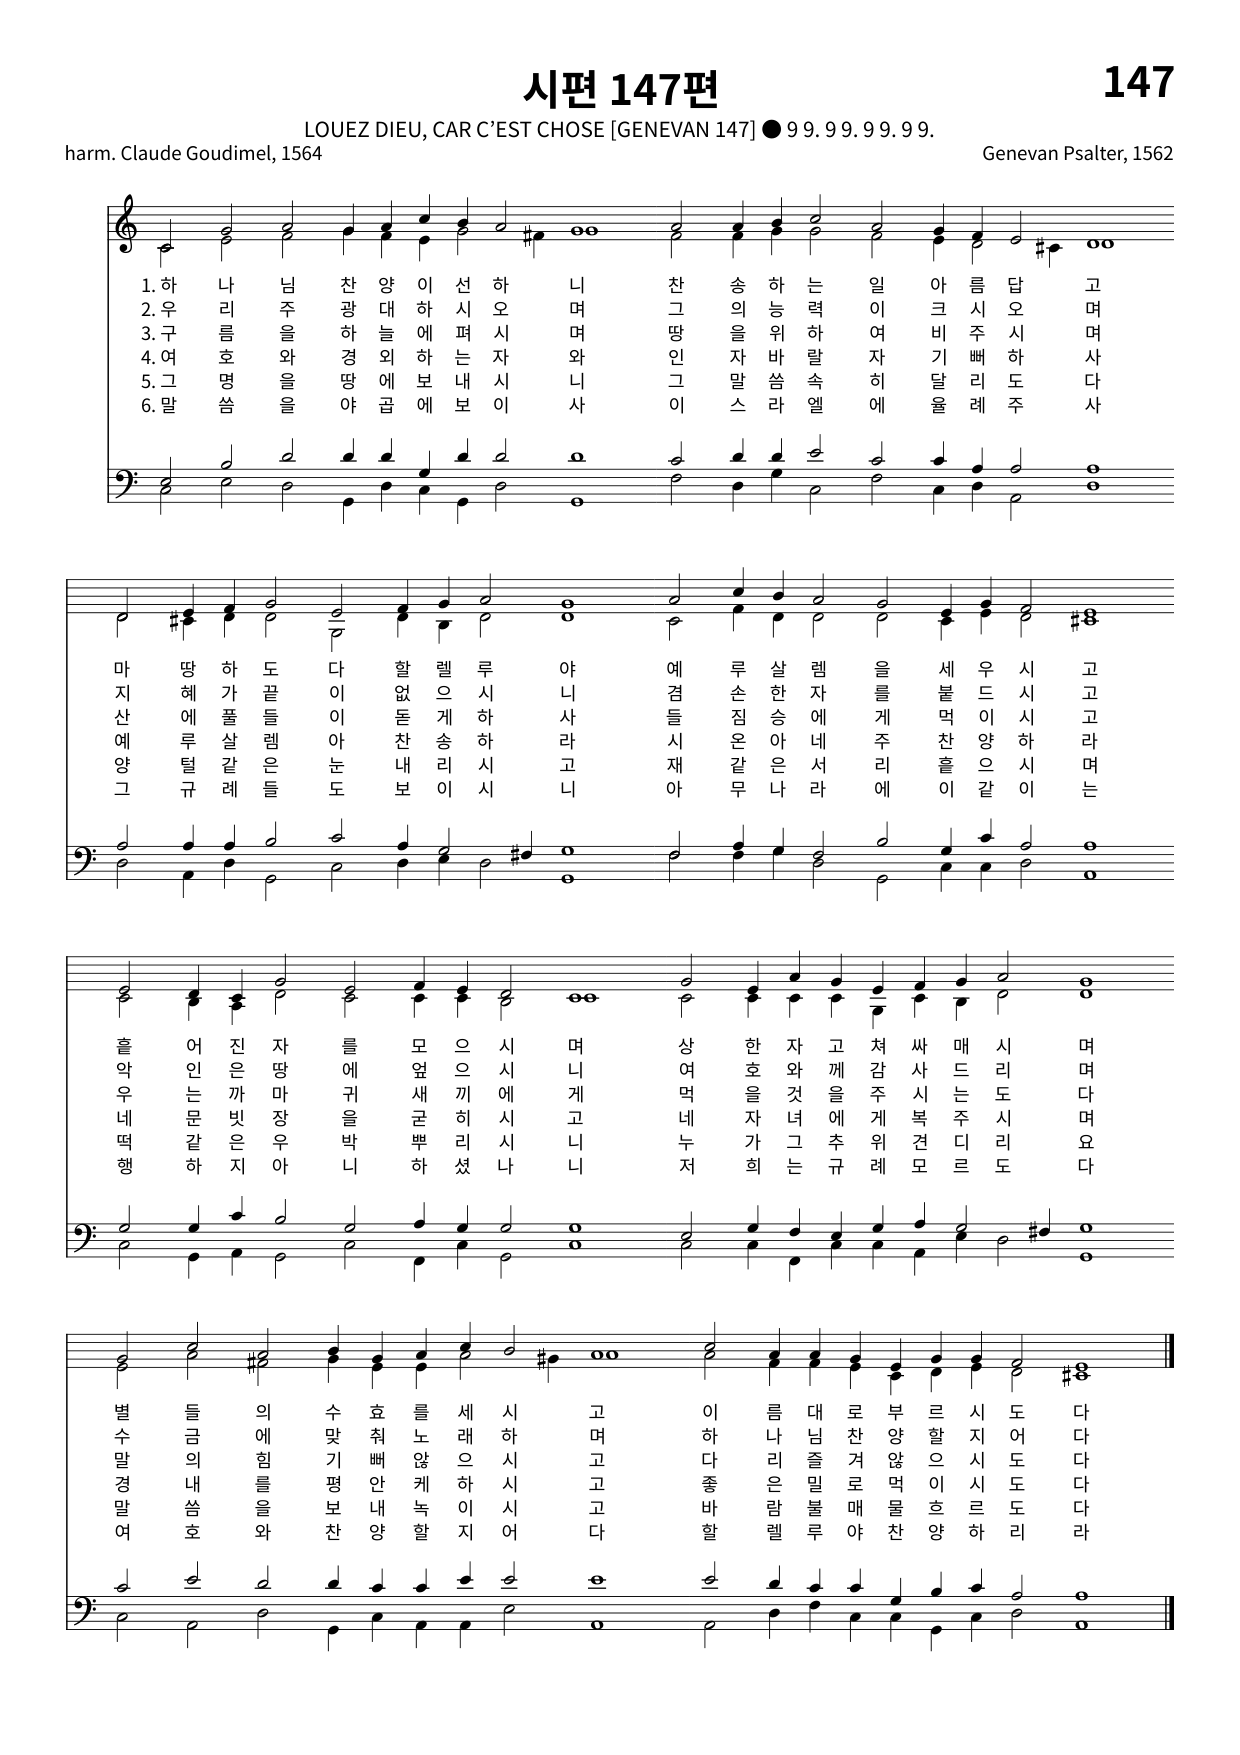 시편 147편
147
LOUEZ DIEU, CAR C’EST CHOSE [GENEVAN 147] ● 9 9. 9 9. 9 9. 9 9.
harm. Claude Goudimel, 1564
Genevan Psalter, 1562
1. 하 나 님 찬 양 이 선 하 니 찬 송 하 는 일 아 름 답 고
2. 우 리 주 광 대 하 시 오 며 그 의 능 력 이 크 시 오 며
3. 구 름 을 하 늘 에 펴 시 며 땅 을 위 하 여 비 주 시 며
4. 여 호 와 경 외 하 는 자 와 인 자 바 랄 자 기 뻐 하 사
5. 그 명 을 땅 에 보 내 시 니 그 말 씀 속 히 달 리 도 다
6. 말 씀 을 야 곱 에 보 이 사 이 스 라 엘 에 율 례 주 사
마 땅 하 도 다 할 렐 루 야 예 루 살 렘 을 세 우 시 고
지 혜 가 끝 이 없 으 시 니 겸 손 한 자 를 붙 드 시 고
산 에 풀 들 이 돋 게 하 사 들 짐 승 에 게 먹 이 시 고
예 루 살 렘 아 찬 송 하 라 시 온 아 네 주 찬 양 하 라
양 털 같 은 눈 내 리 시 고 재 같 은 서 리 흩 으 시 며
그 규 례 들 도 보 이 시 니 아 무 나 라 에 이 같 이 는
흩 어 진 자 를 모 으 시 며 상 한 자 고 쳐 싸 매 시 며
악 인 은 땅 에 엎 으 시 니 여 호 와 께 감 사 드 리 며
우 는 까 마 귀 새 끼 에 게 먹 을 것 을 주 시 는 도 다
네 문 빗 장 을 굳 히 시 고 네 자 녀 에 게 복 주 시 며
떡 같 은 우 박 뿌 리 시 니 누 가 그 추 위 견 디 리 요
행 하 지 아 니 하 셨 나 니 저 희 는 규 례 모 르 도 다
별 들 의 수 효 를 세 시 고 이 름 대 로 부 르 시 도 다
수 금 에 맞 춰 노 래 하 며 하 나 님 찬 양 할 지 어 다
말 의 힘 기 뻐 않 으 시 고 다 리 즐 겨 않 으 시 도 다
경 내 를 평 안 케 하 시 고 좋 은 밀 로 먹 이 시 도 다
말 씀 을 보 내 녹 이 시 고 바 람 불 매 물 흐 르 도 다
여 호 와 찬 양 할 지 어 다 할 렐 루 야 찬 양 하 리 라